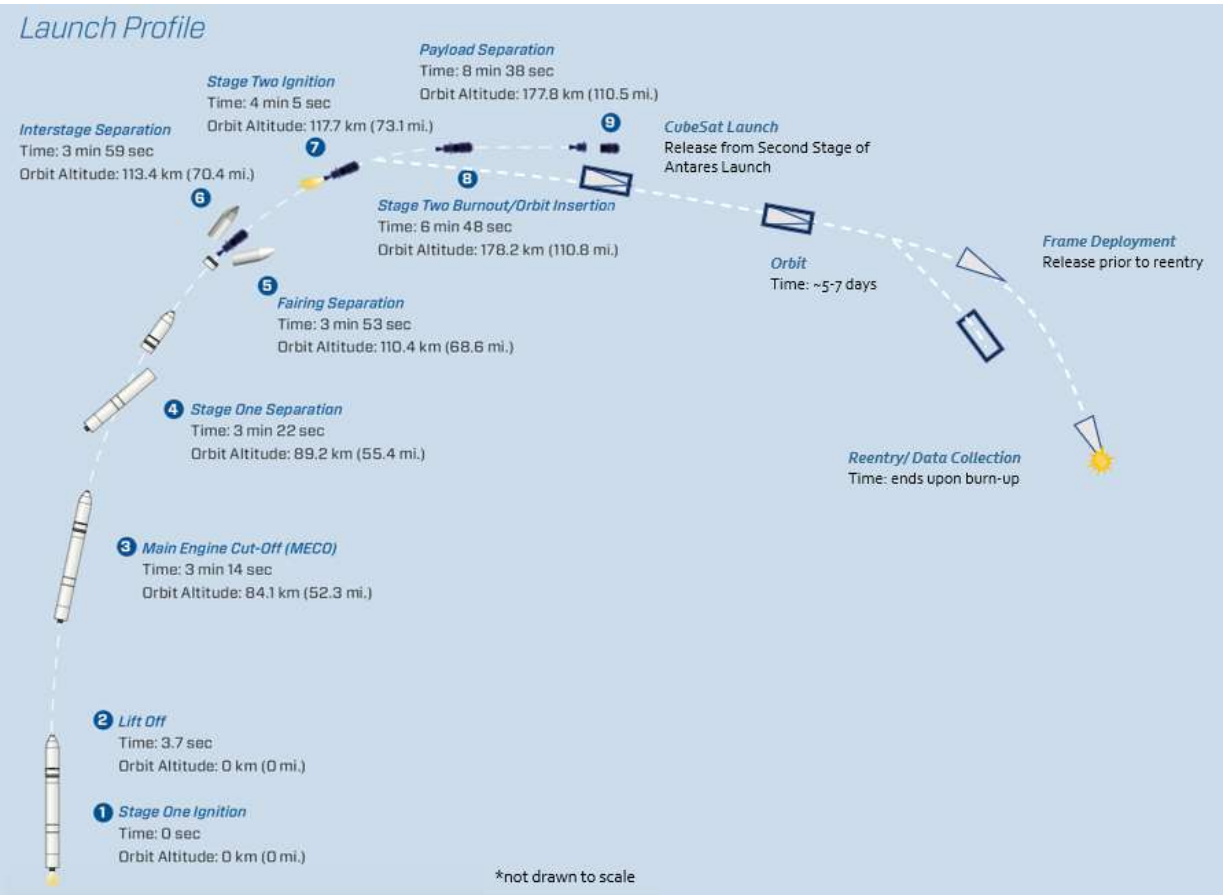 Launch Profile
Payload Separation
Time: 8 min 38 sec
Orbit Altitude: 177.8 km (110.5 mi.)
Stage Two Ignition
Time: 4 min 5 sec
Orbit Altitude: 117.7 km (73.1 mi.)
Interstage Separation
Time: 3 min 59 sec
Orbit Altitude: 113.4 km (70.4 mi.)
9
CubeSat Launch
Release from Second Stage of
Antares Launch
7
8
Stage Two Burnout/Orbit Insertion
Time: 6 min 48 sec
Orbit Altitude: 178.2 km (110.8 mi.)
6
Orbit
Time: ~5-7 days
Frame Deployment
Release prior to reentry
5
Fairing Separation
Time: 3 min 53 sec
Orbit Altitude: 110.4 km (68.6 mi.)
4 Stage One Separation
Time: 3 min 22 sec
Orbit Altitude: 89.2 km (55.4 mi.)
Reentry/ Data Collection
Time: ends upon burn-up
3 Main Engine Cut-Off (MECO)
Time: 3 min 14 sec
Orbit Altitude: 84.1 km (52.3 mi.)
2 Lift Off
Time: 3.7 sec
Orbit Altitude: 0 km (0 mi.)
1 Stage One Ignition
Time: 0 sec
Orbit Altitude: 0 km (0 mi.)
*not drawn to scale